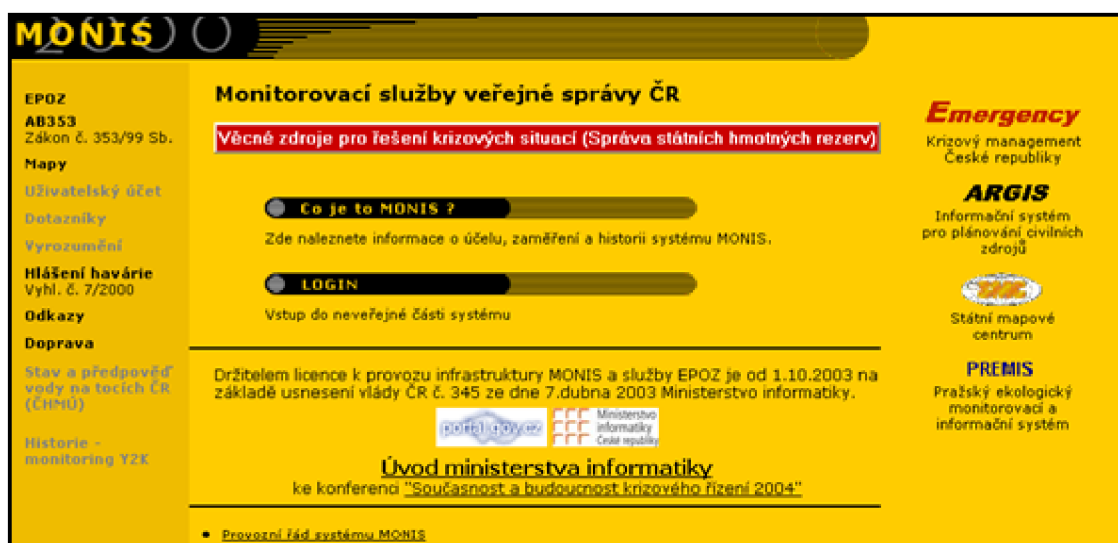 MONIS
2000
EPOZ
AB353
Zákon č. 353/99 Sb.
Mapy
Uživatelský účet
Dotazníky
Vyrozumění
Hlášení havárie
Vyhl. č. 7/2000
Odkazy
Doprava
Stav a předpověď
vody na tocích ČR
(ČHMÚ)
Historie -
monitoring Y2K
Monitorovací služby veřejné správy ČR
Věcné zdroje pro řešení krizových situací (Správa státních hmotných rezerv)
Co je to MONIS ?
Zde naleznete informace o účelu, zaměření a historii systému MONIS.
LOGIN
Vstup do neveřejné části systému
Držitelem licence k provozu infrastruktury MONIS a služby EPOZ je od 1.10.2003 na
základě usnesení vlády ČR č. 345 ze dne 7.dubna 2003 Ministerstvo informatiky.
portal.gov.cz
Ministerstvo
informatiky
České republiky
Úvod ministerstva informatiky
ke konferenci "Současnost a budoucnost krizového řízení 2004"
• Provozní řád systému MONIS
Emergency
Krizový management
České republiky
ARGIS
Informační systém
pro plánování civilních
zdrojů
Státní mapové
centrum
PREMIS
Pražský ekologický
monitorovací a
informační systém